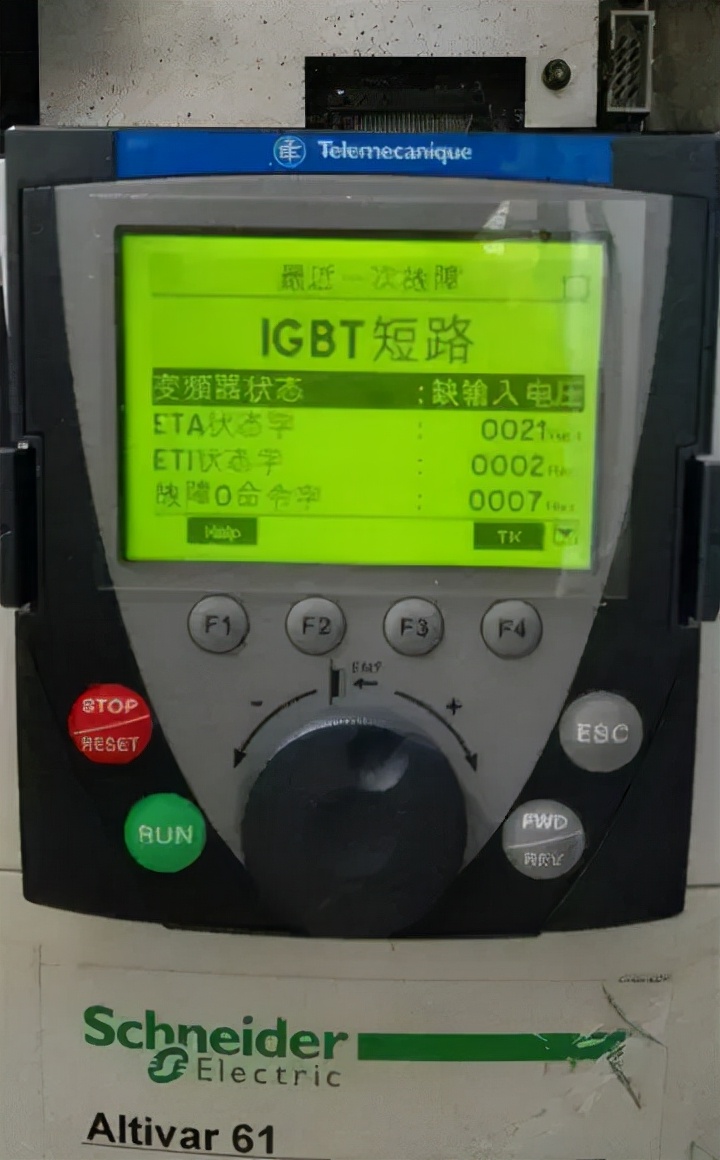 Telemecanique
最近一次故障
IGBT短路
变频器状态 : 缺输入电压
ETA状态字 : 0021
ETI状态字 : 0002
故障0命令字 : 0007
Help T/K
F1 F2 F3 F4
- +
STOP
RESET
ESC
RUN
FWD
REV
Schneider
Electric
Altivar 61